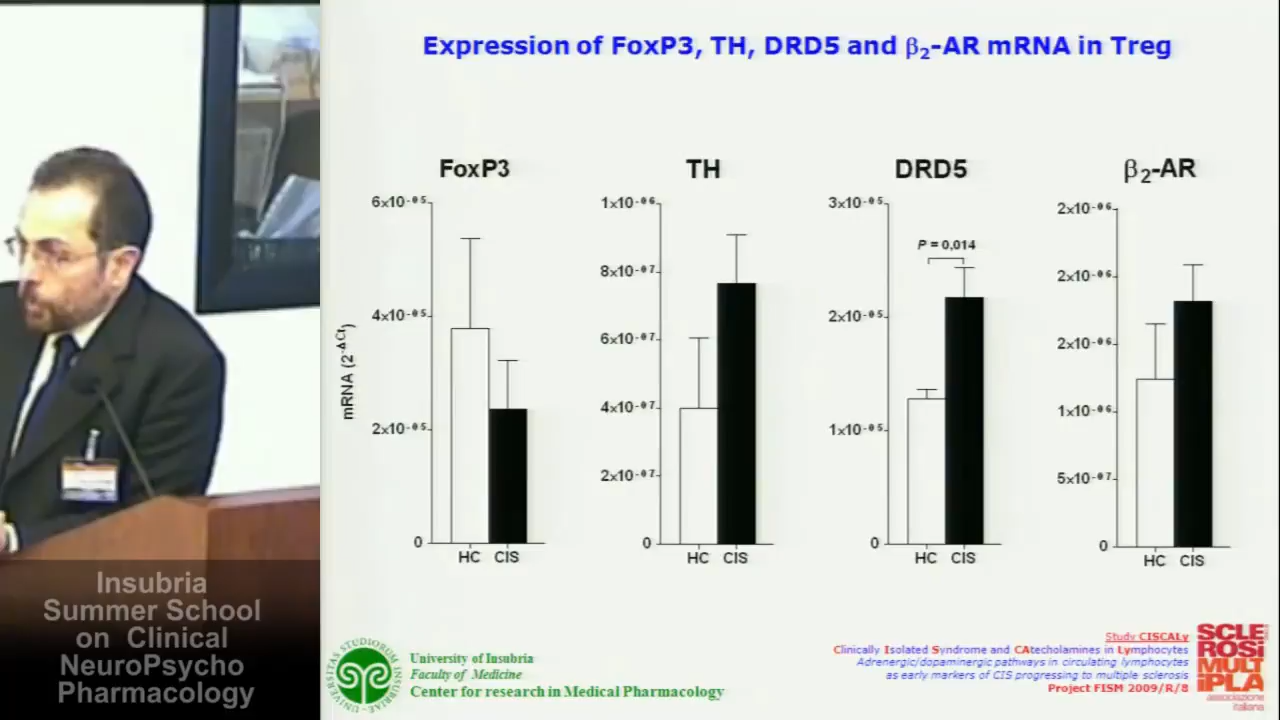 Expression of FoxP3, TH, DRD5 and β₂-AR mRNA in Treg
FoxP3
mRNA (2⁻ᐃᶜᵗ)
6x10⁻⁰⁵
4x10⁻⁰⁵
2x10⁻⁰⁵
0
HC CIS
TH
1x10⁻⁰⁶
8x10⁻⁰⁷
6x10⁻⁰⁷
4x10⁻⁰⁷
2x10⁻⁰⁷
0
HC CIS
DRD5
3x10⁻⁰⁵
P = 0,014
2x10⁻⁰⁵
1x10⁻⁰⁵
0
HC CIS
β₂-AR
2x10⁻⁰⁶
2x10⁻⁰⁶
2x10⁻⁰⁶
1x10⁻⁰⁶
5x10⁻⁰⁷
0
HC CIS
Insubria
Summer School
on Clinical
NeuroPsycho
Pharmacology
UNIVERSITAS STUDIORUM INSUBRIAE
University of Insubria
Faculty of Medicine
Center for research in Medical Pharmacology
Study CISCALy
Clinically Isolated Syndrome and CAtecholamines in Lymphocytes
Adrenergic/dopaminergic pathways in circulating lymphocytes
as early markers of CIS progressing to multiple sclerosis
Project FISM 2009/R/8
SCLE
ROSI
MULT
IPLA
associazione
italiana